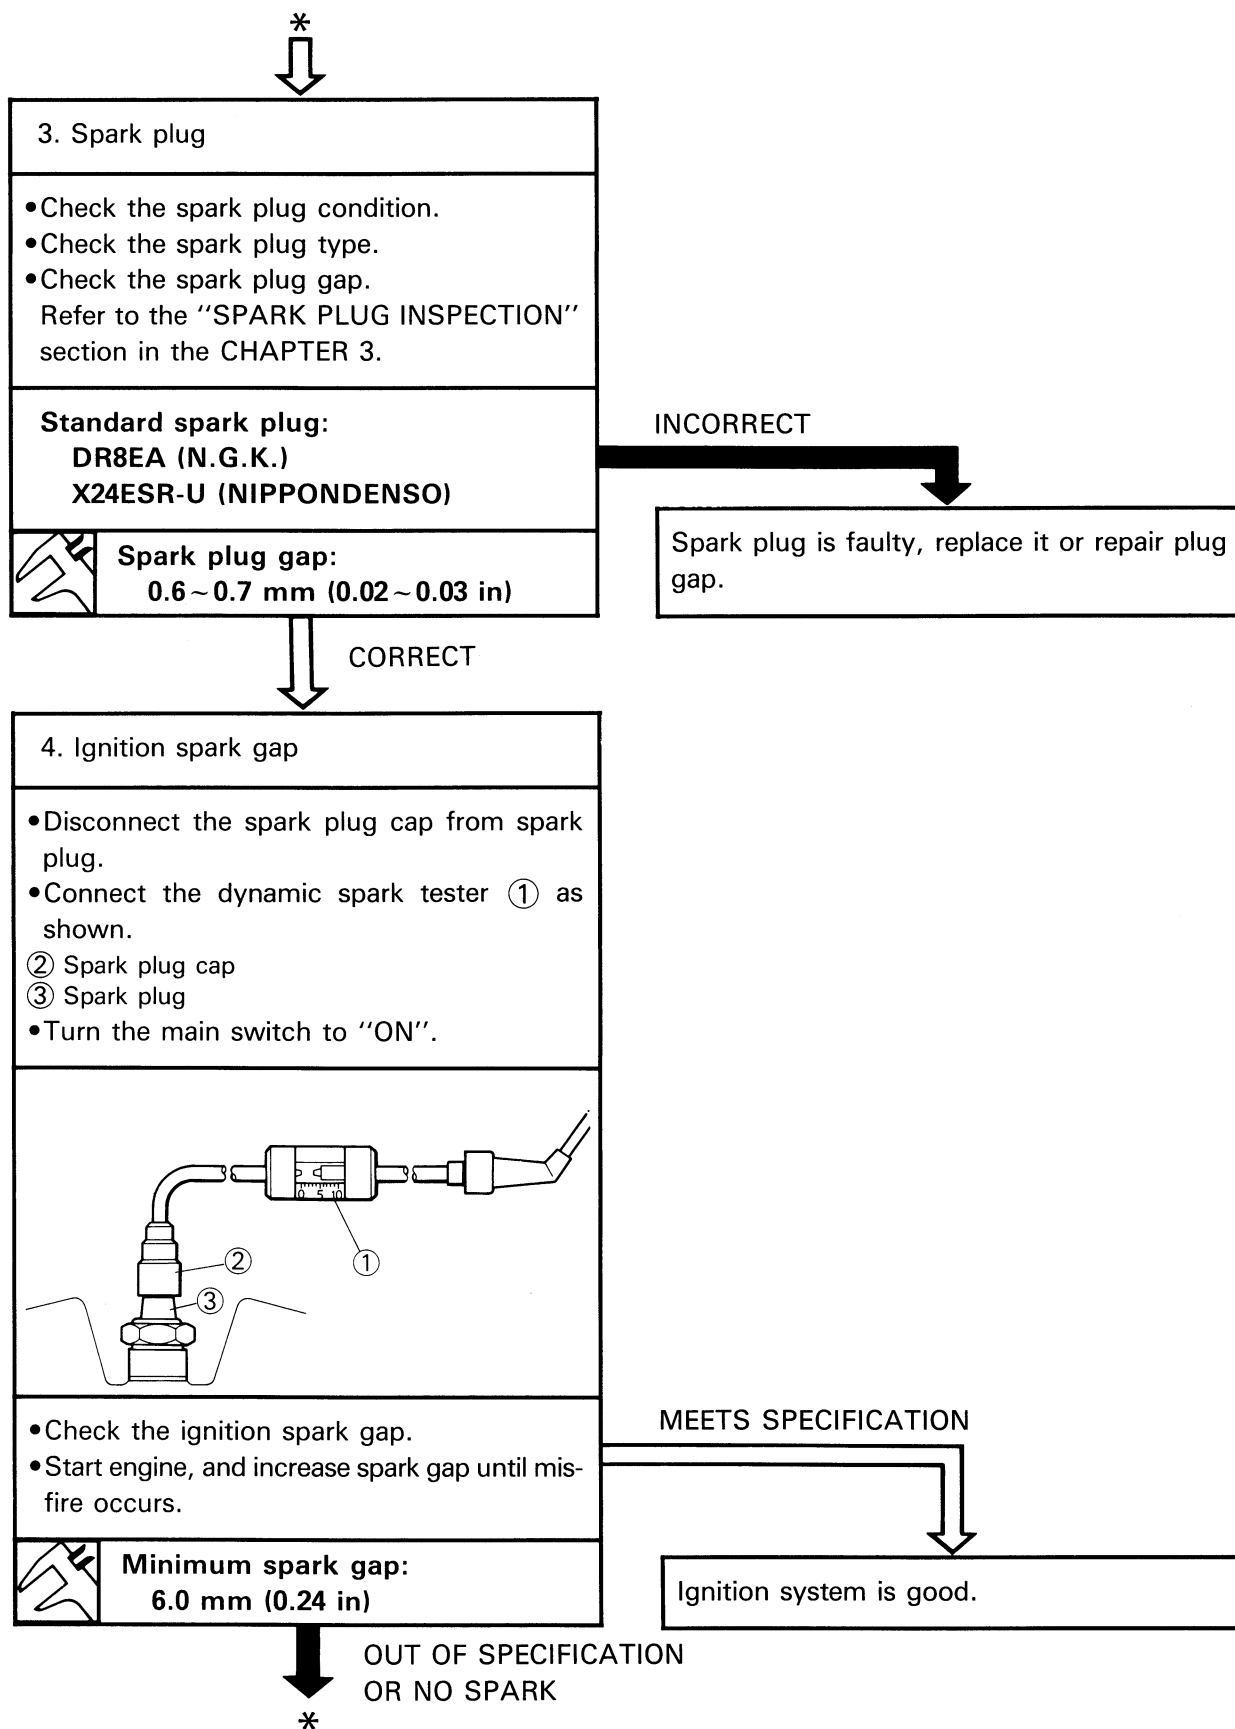 *
3. Spark plug
•Check the spark plug condition.
•Check the spark plug type.
•Check the spark plug gap.
Refer to the ‘‘SPARK PLUG INSPECTION’’
section in the CHAPTER 3.
Standard spark plug:
DR8EA (N.G.K.)
X24ESR-U (NIPPONDENSO)
Spark plug gap:
0.6~0.7 mm (0.02~0.03 in)
INCORRECT
Spark plug is faulty, replace it or repair plug
gap.
CORRECT
4. Ignition spark gap
•Disconnect the spark plug cap from spark
plug.
•Connect the dynamic spark tester ① as
shown.
② Spark plug cap
③ Spark plug
•Turn the main switch to ‘‘ON’’.
0 5 10
②
①
③
•Check the ignition spark gap.
•Start engine, and increase spark gap until mis-
fire occurs.
Minimum spark gap:
6.0 mm (0.24 in)
MEETS SPECIFICATION
Ignition system is good.
OUT OF SPECIFICATION
OR NO SPARK
*